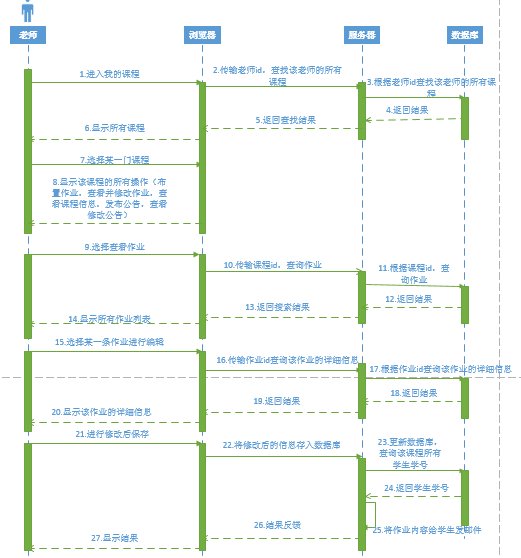 老师
浏览器
服务器
数据库
1.进入我的课程
2.传输老师id，查找该老师的所有
课程
3.根据老师id查找该老师的所有课
程
4.返回结果
5.返回查找结果
6.显示所有课程
7.选择某一门课程
8.显示该课程的所有操作（布
置作业，查看并修改作业，查
看课程信息，发布公告，查看
修改公告）
9.选择查看作业
10.传输课程id，查询作业
11.根据课程id，查
询作业
12.返回结果
13.返回搜索结果
14.显示所有作业列表
15.选择某一条作业进行编辑
16.传输作业id查询该作业的详细信息
17.根据作业id查询该作业的详细信息
18.返回结果
19.返回结果
20.显示该作业的详细信息
21.进行修改后保存
22.将修改后的信息存入数据库
23.更新数据库，
查询该课程所有
学生学号
24.返回学生学号
25.将作业内容给学生发邮件
26.结果反馈
27.显示结果